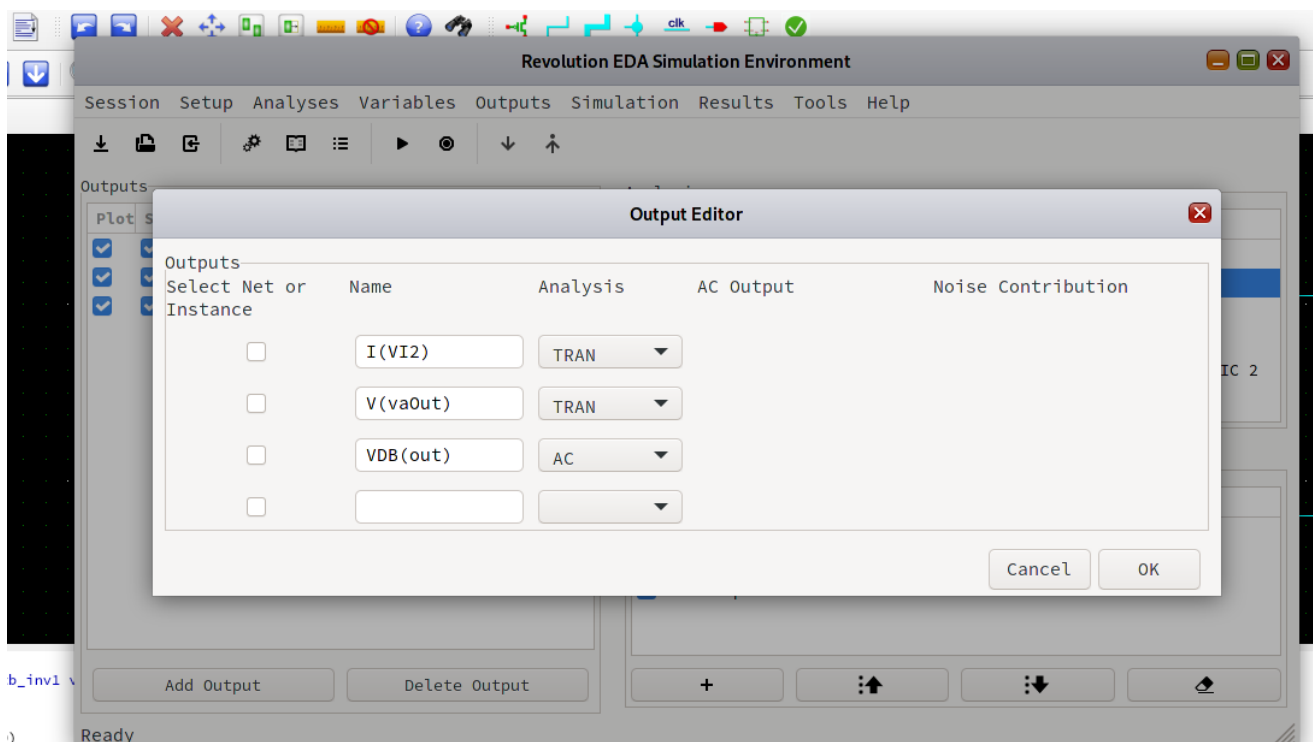 clk
Revolution EDA Simulation Environment
Session Setup Analyses Variables Outputs Simulation Results Tools Help
Outputs
Plot S
Output Editor
Outputs
Select Net or Instance
Name Analysis AC Output Noise Contribution
I(VI2) TRAN
V(vaOut) TRAN
VDB(out) AC
IC 2
Cancel OK
tb_inv1 v
Add Output Delete Output +
Ready